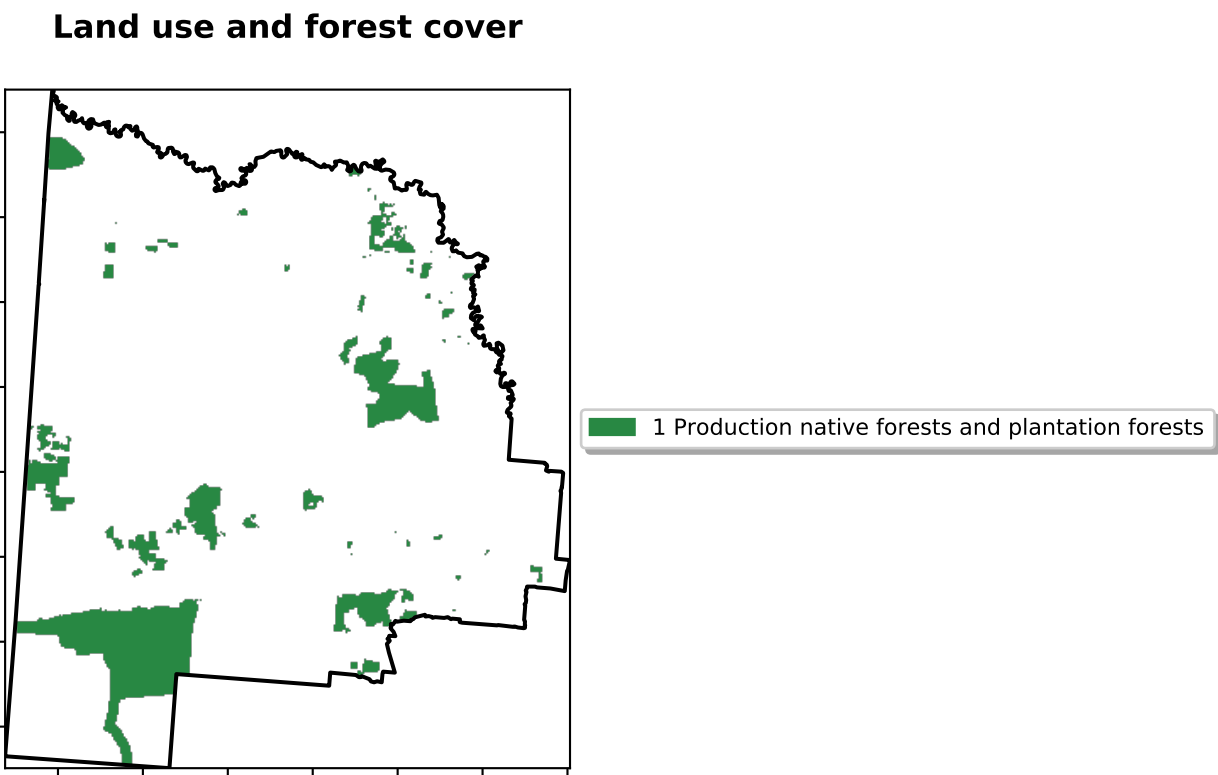 Land use and forest cover
1 Production native forests and plantation forests